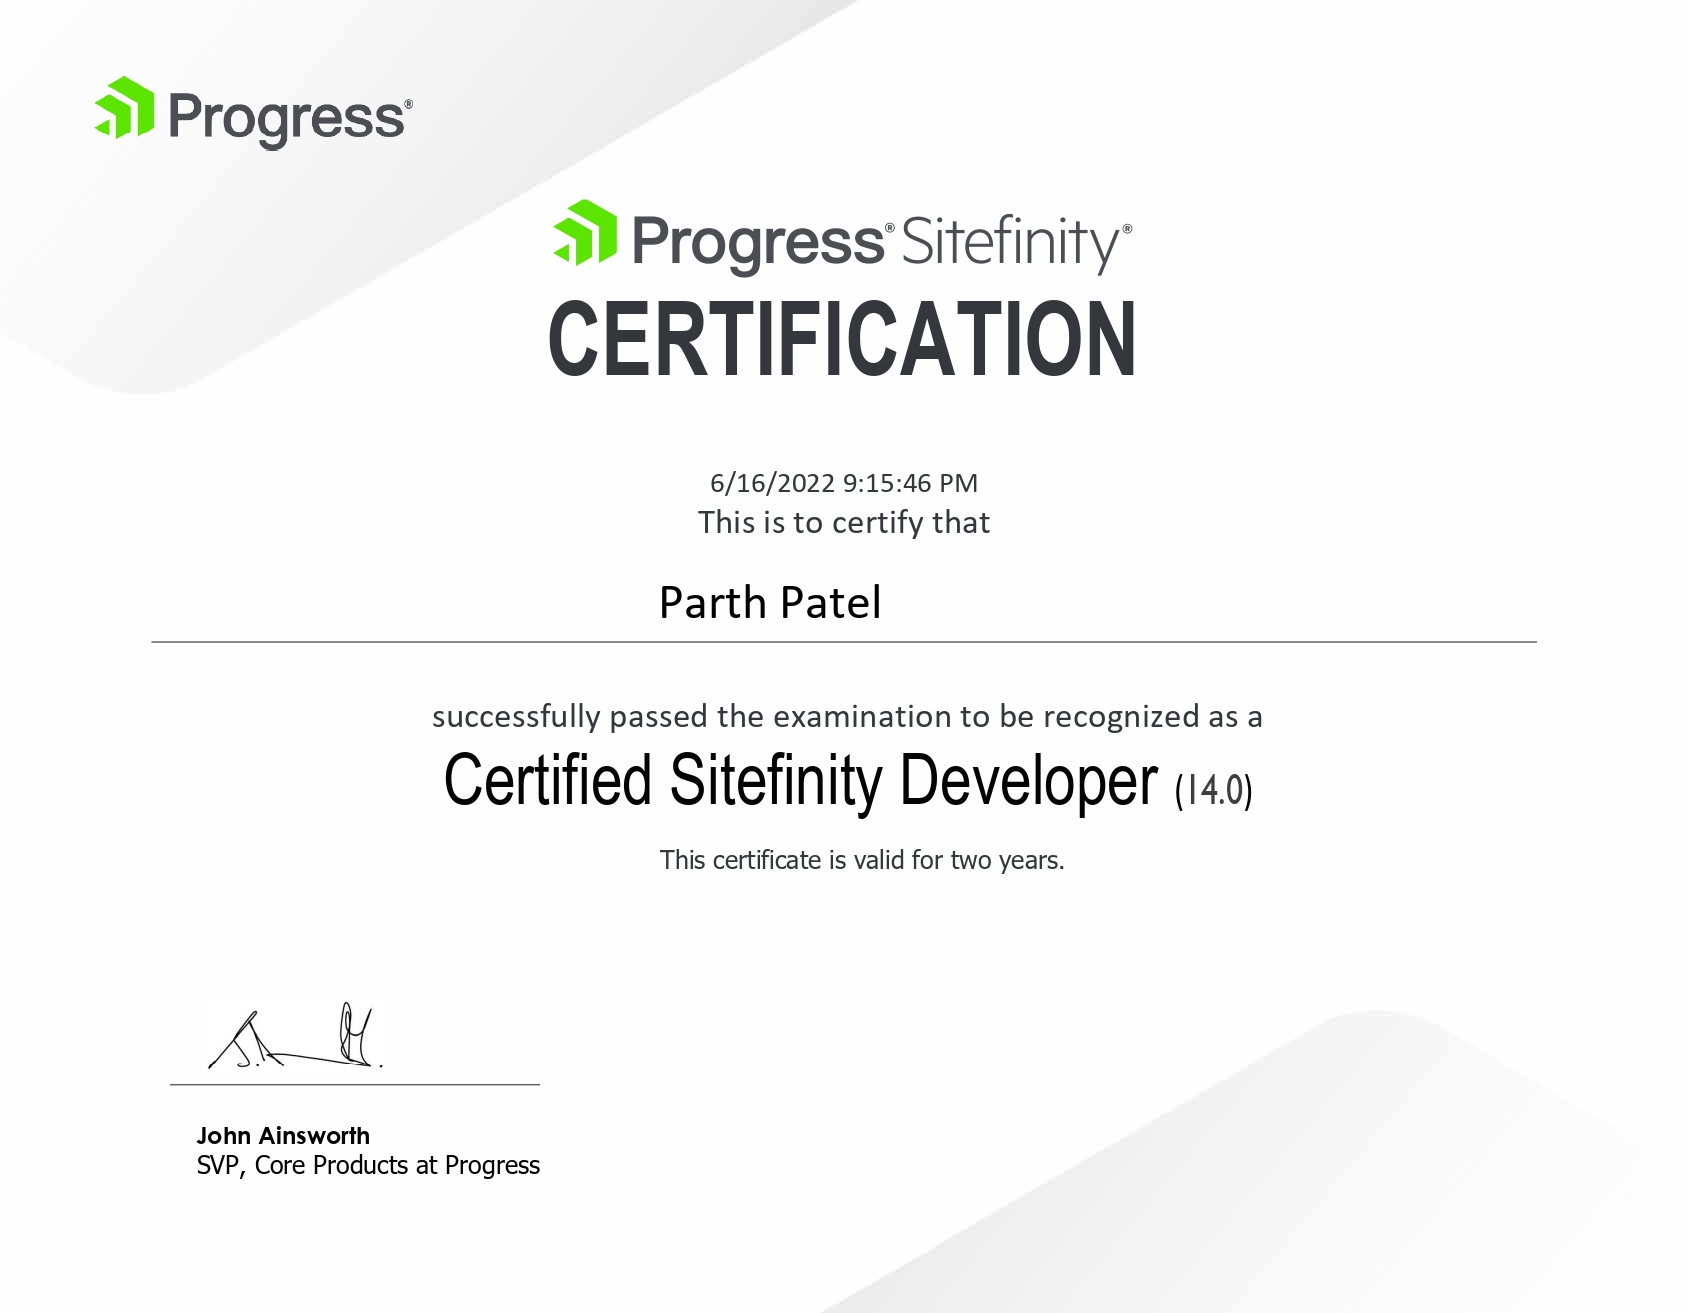 Progress®
Progress® Sitefinity®
CERTIFICATION
6/16/2022 9:15:46 PM
This is to certify that
Parth Patel
successfully passed the examination to be recognized as a
Certified Sitefinity Developer (14.0)
This certificate is valid for two years.
John Ainsworth
SVP, Core Products at Progress